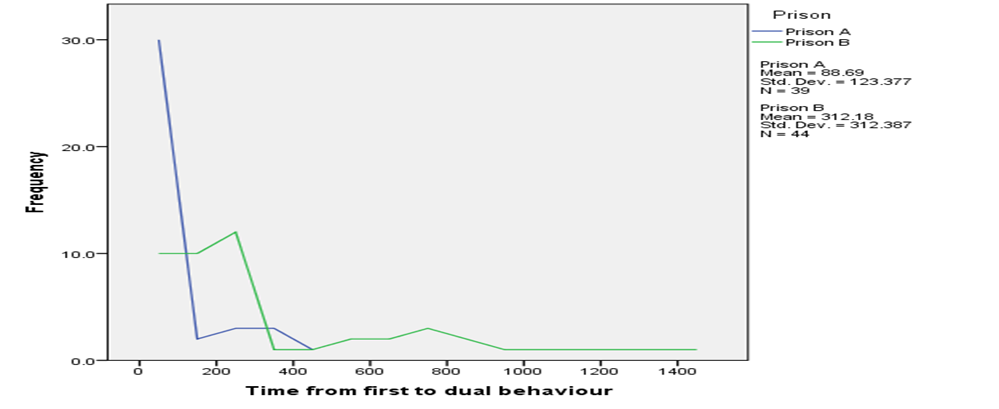 Prison
Prison A
Prison B
Prison A
Mean = 88.69
Std. Dev. = 123.377
N = 39
Prison B
Mean = 312.18
Std. Dev. = 312.387
N = 44
Frequency
30.0
20.0
10.0
0.0
0 200 400 600 800 1000 1200 1400
Time from first to dual behaviour